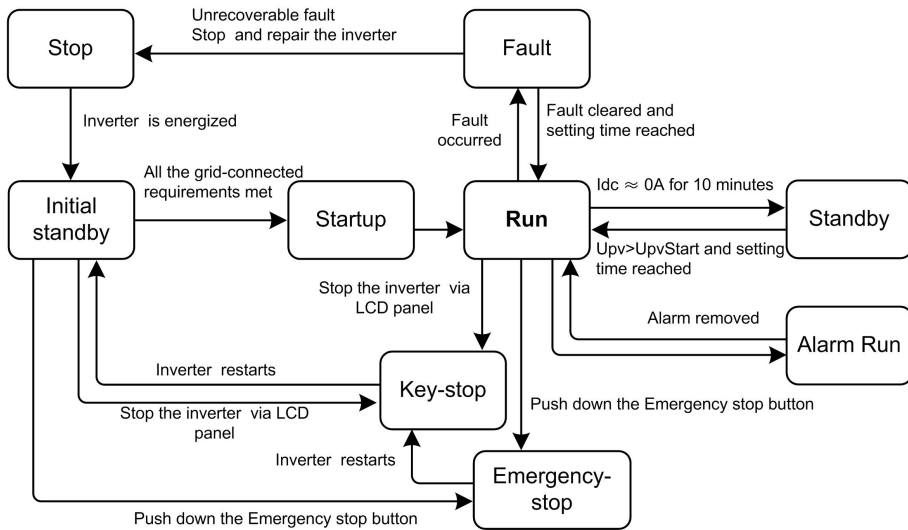 Unrecoverable fault
Stop and repair the inverter
Stop
Fault
Inverter is energized
Fault
occurred
Fault cleared and
setting time reached
All the grid-connected
requirements met
Idc ≈ 0A for 10 minutes
Initial
standby
Startup
Run
Standby
Upv>UpvStart and setting
time reached
Stop the inverter via
LCD panel
Alarm removed
Alarm Run
Inverter restarts
Key-stop
Stop the inverter via LCD
panel
Push down the Emergency stop button
Inverter restarts
Emergency-
stop
Push down the Emergency stop button